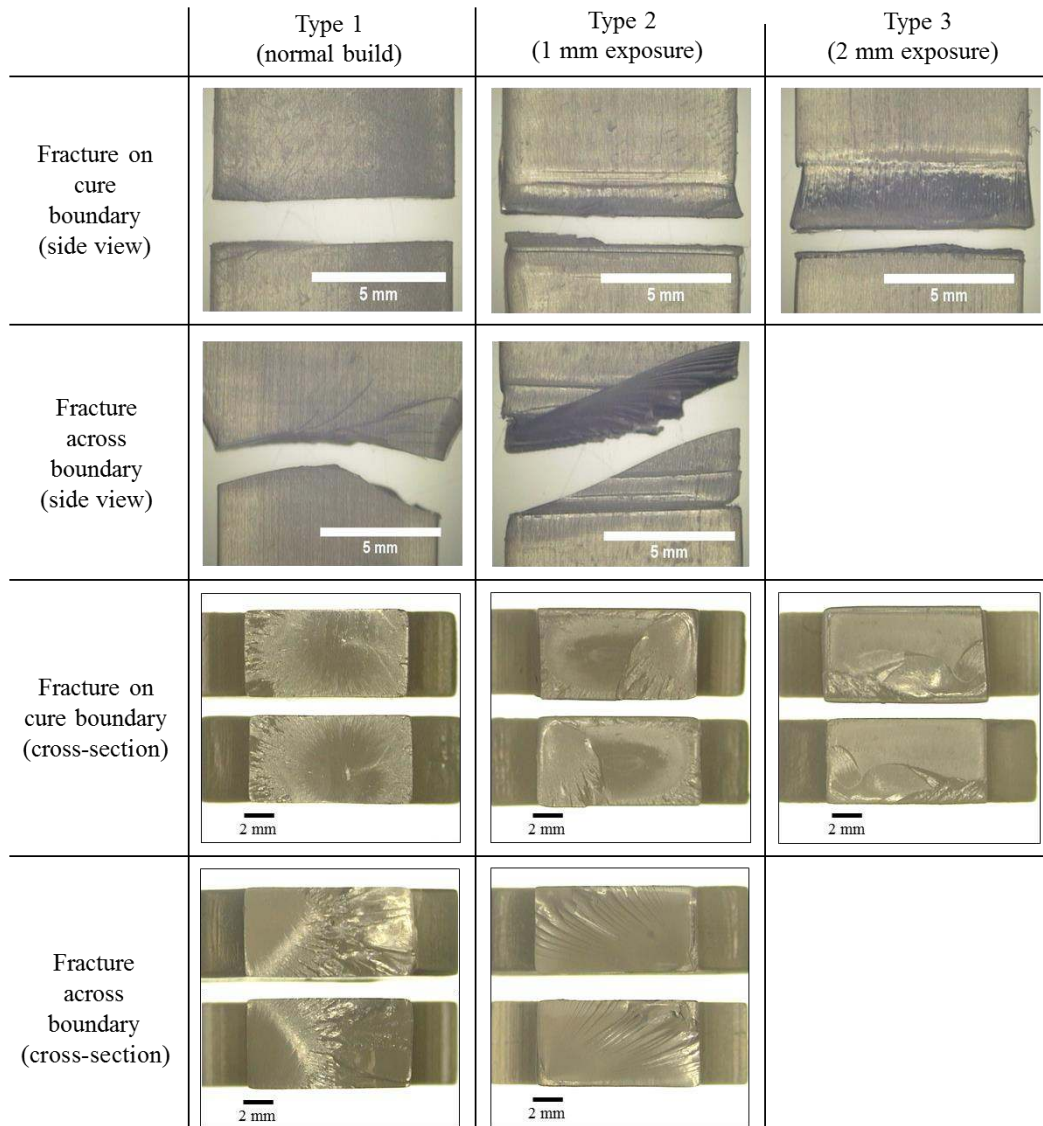 Type 1
(normal build)
Type 2
(1 mm exposure)
Type 3
(2 mm exposure)
Fracture on
cure
boundary
(side view)
5 mm
5 mm
5 mm
Fracture
across
boundary
(side view)
5 mm
5 mm
Fracture on
cure boundary
(cross-section)
2 mm
2 mm
2 mm
Fracture
across
boundary
(cross-section)
2 mm
2 mm